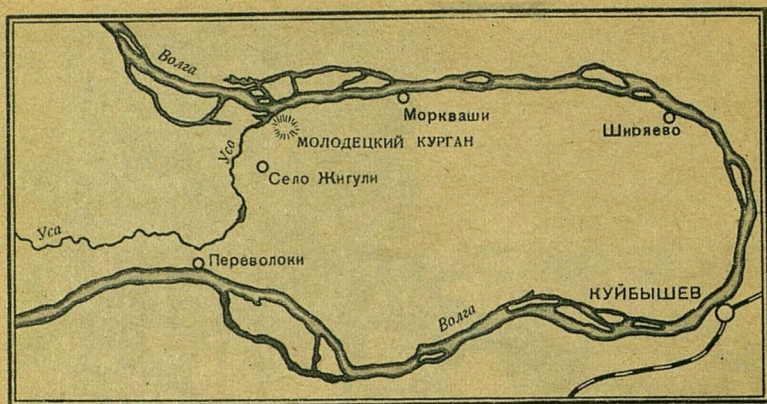 Волга
Моркваши
Ширяево
МОЛОДЕЦКИЙ КУРГАН
Уса
Село Жигули
Уса
Переволоки
КУЙБЫШЕВ
Волга